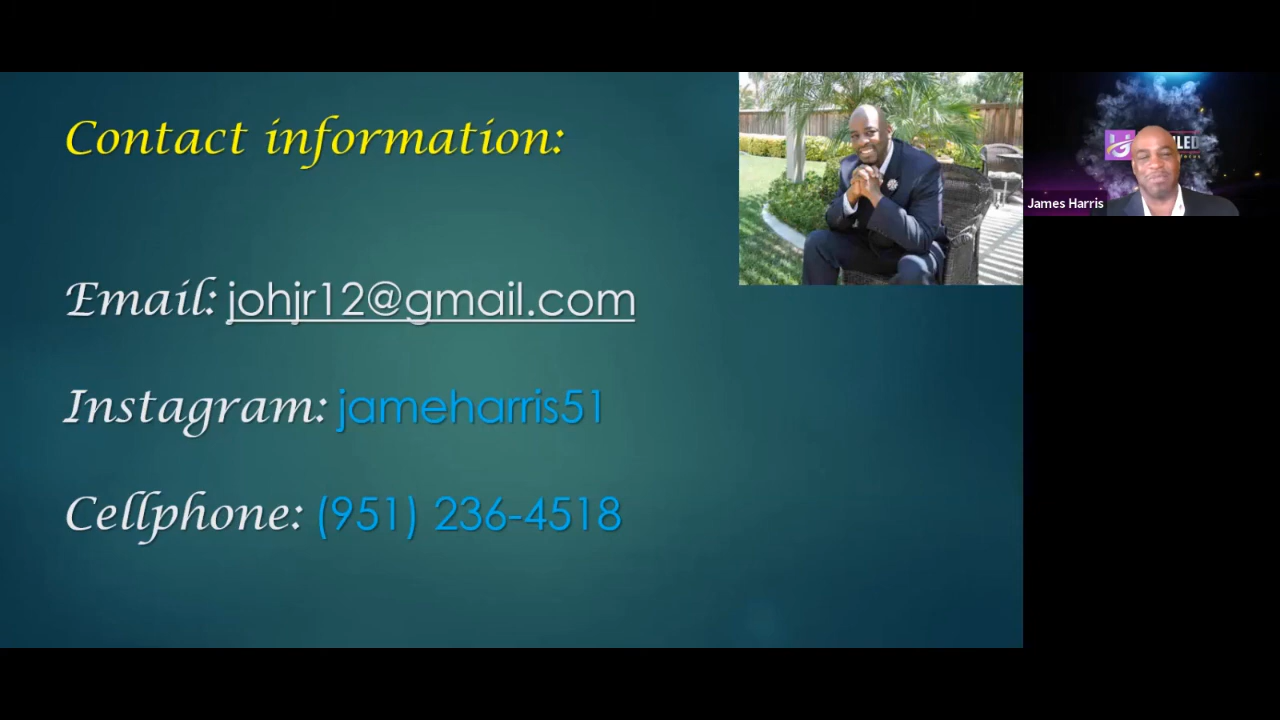 Contact information:
Email: johjr12@gmail.com
Instagram: jameharris51
Cellphone: (951) 236-4518
James Harris